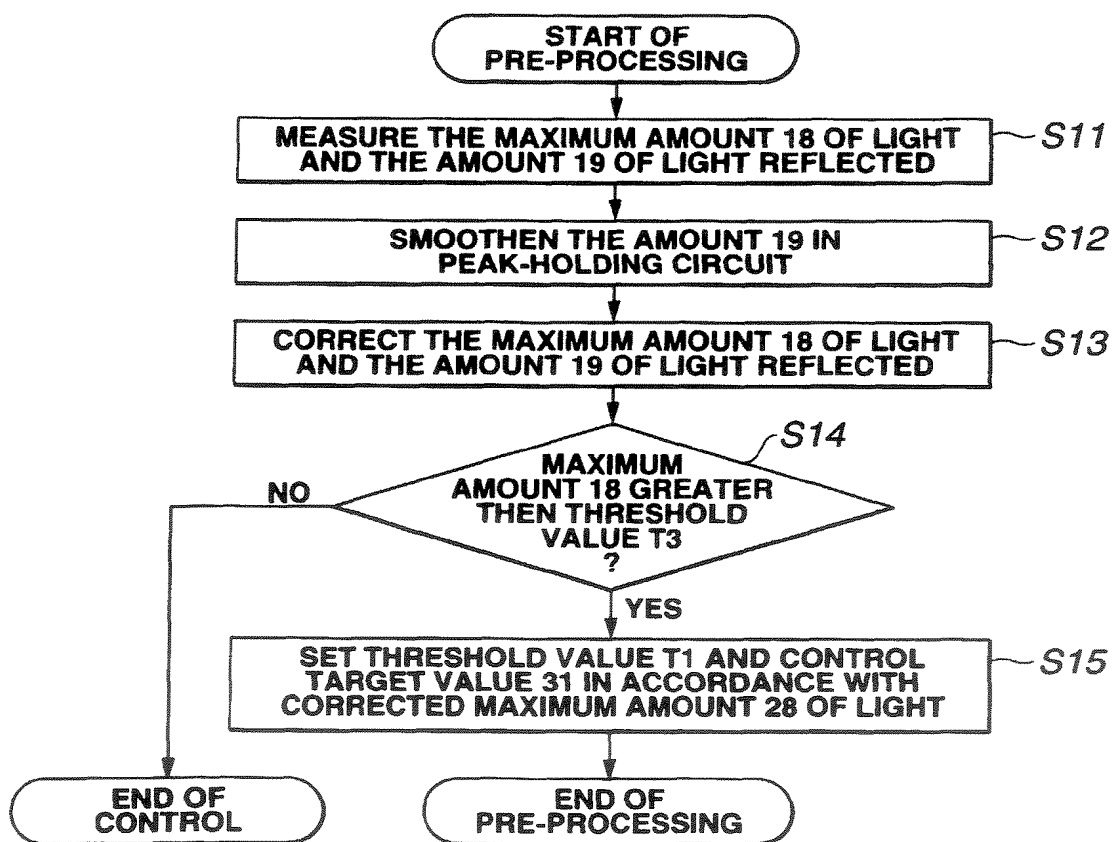 START OF
PRE-PROCESSING
MEASURE THE MAXIMUM AMOUNT 18 OF LIGHT
AND THE AMOUNT 19 OF LIGHT REFLECTED
S11
SMOOTHEN THE AMOUNT 19 IN
PEAK-HOLDING CIRCUIT
S12
CORRECT THE MAXIMUM AMOUNT 18 OF LIGHT
AND THE AMOUNT 19 OF LIGHT REFLECTED
S13
S14
MAXIMUM
AMOUNT 18 GREATER
THEN THRESHOLD
VALUE T3
?
NO
YES
SET THRESHOLD VALUE T1 AND CONTROL
TARGET VALUE 31 IN ACCORDANCE WITH
CORRECTED MAXIMUM AMOUNT 28 OF LIGHT
S15
END OF
CONTROL
END OF
PRE-PROCESSING